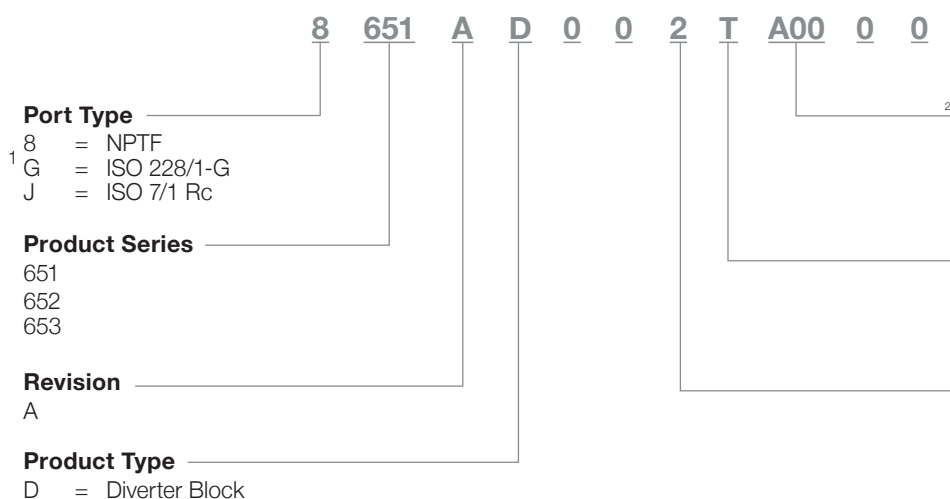 8 651 A D 0 0 2 T A00 0 0
Port Type
2
8 = NPTF
1 G = ISO 228/1-G
J = ISO 7/1 Rc
Product Series
651
652
653
Revision
A
Product Type
D = Diverter Block